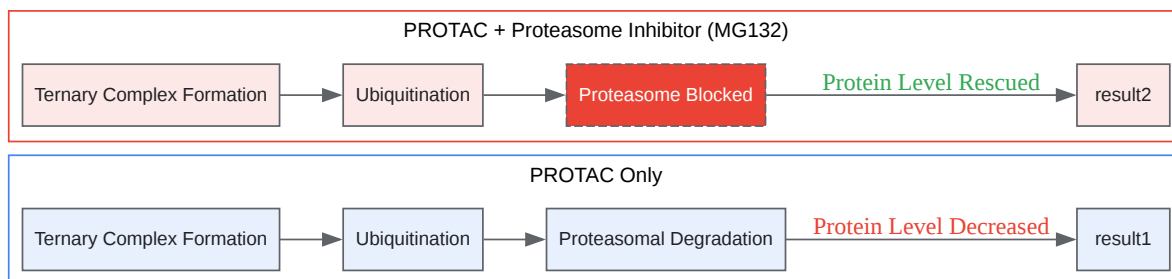 PROTAC + Proteasome Inhibitor (MG132)
Ternary Complex Formation
Ubiquitination
Proteasome Blocked
Protein Level Rescued
result2
PROTAC Only
Ternary Complex Formation
Ubiquitination
Proteasomal Degradation
Protein Level Decreased
result1